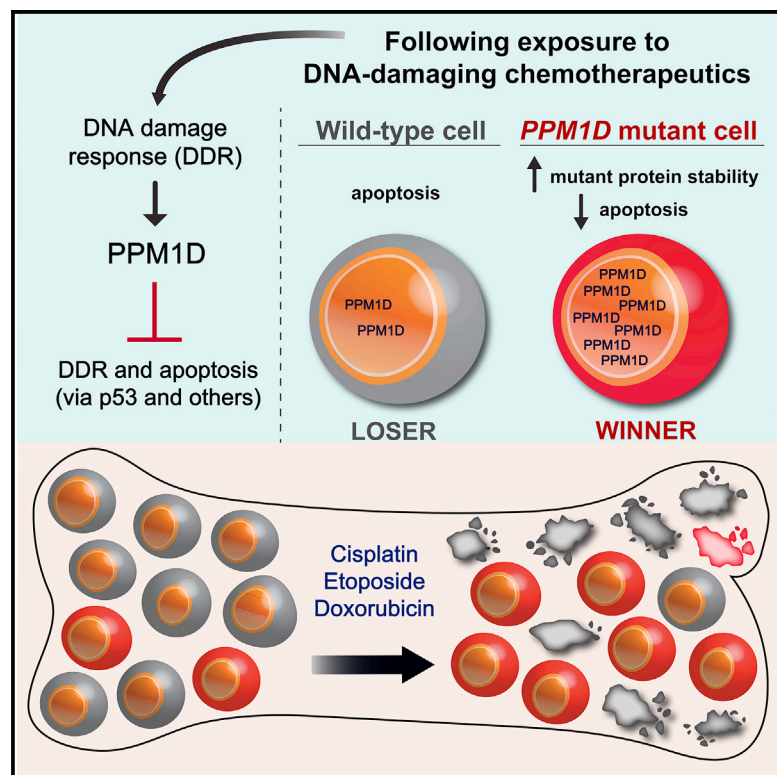 Following exposure to
DNA-damaging chemotherapeutics
DNA damage
response (DDR)
PPM1D
DDR and apoptosis
(via p53 and others)
Wild-type cell
apoptosis
PPM1D
PPM1D
LOSER
PPM1D mutant cell
mutant protein stability
apoptosis
PPM1D
PPM1D
PPM1D
PPM1D
PPM1D
PPM1D
PPM1D
WINNER
Cisplatin
Etoposide
Doxorubicin